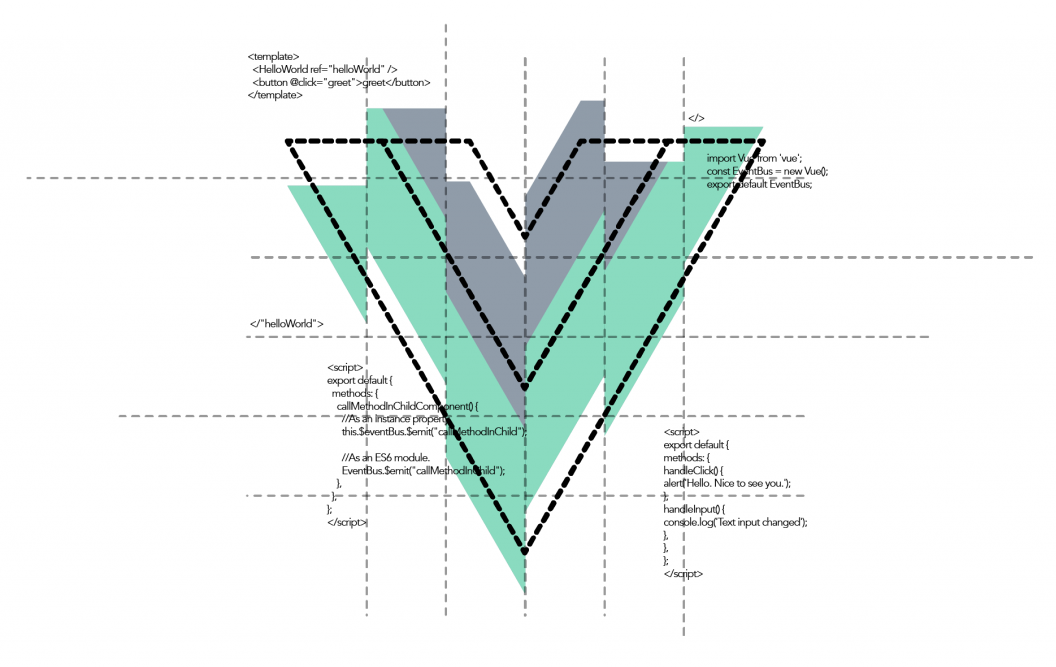 <template>
<HelloWorld ref="helloWorld" />
<button @click="greet">greet</button>
</template>
</>
import Vue from 'vue';
const EventBus = new Vue();
export default EventBus;
</"helloWorld">
<script>
export default {
methods: {
callMethodInChildComponent() {
//As an instance property
this.$eventBus.$emit("callMethodInChild");
//As an ES6 module.
EventBus.$emit("callMethodInChild");
},
},
};
</script>
<script>
export default {
methods: {
handleClick() {
alert('Hello. Nice to see you.');
},
handleInput() {
console.log('Text input changed');
},
},
};
</script>